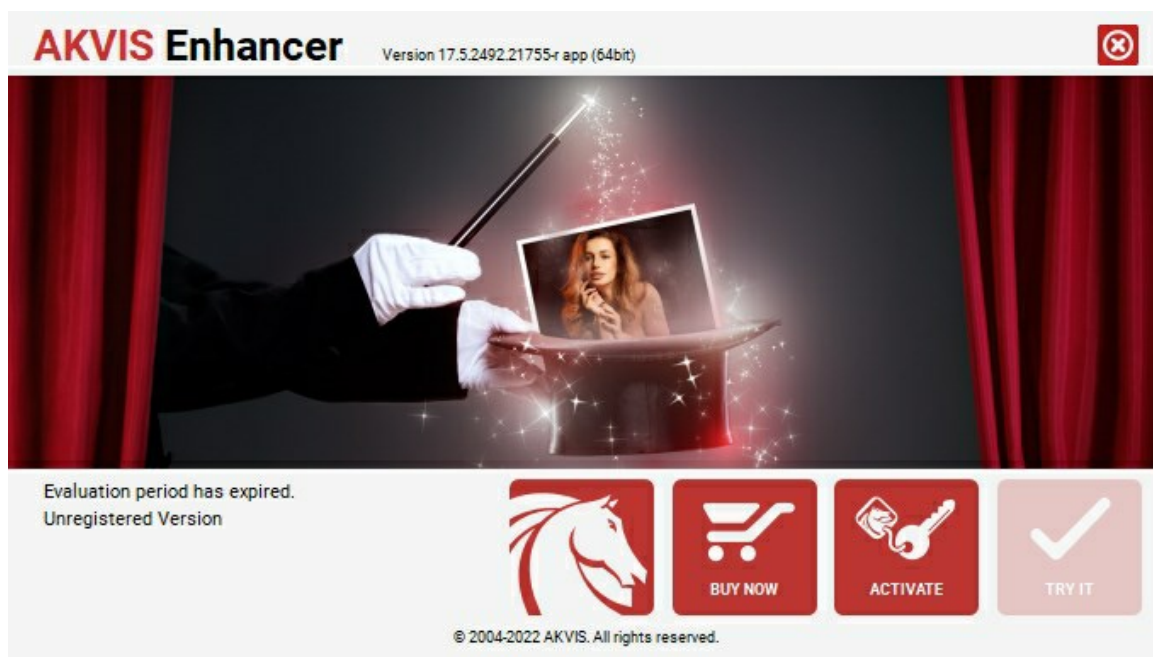 AKVIS Enhancer Version 17.5.2492.21755-r app (64bit)
Evaluation period has expired.
Unregistered Version
BUY NOW ACTIVATE TRY IT
© 2004-2022 AKVIS. All rights reserved.